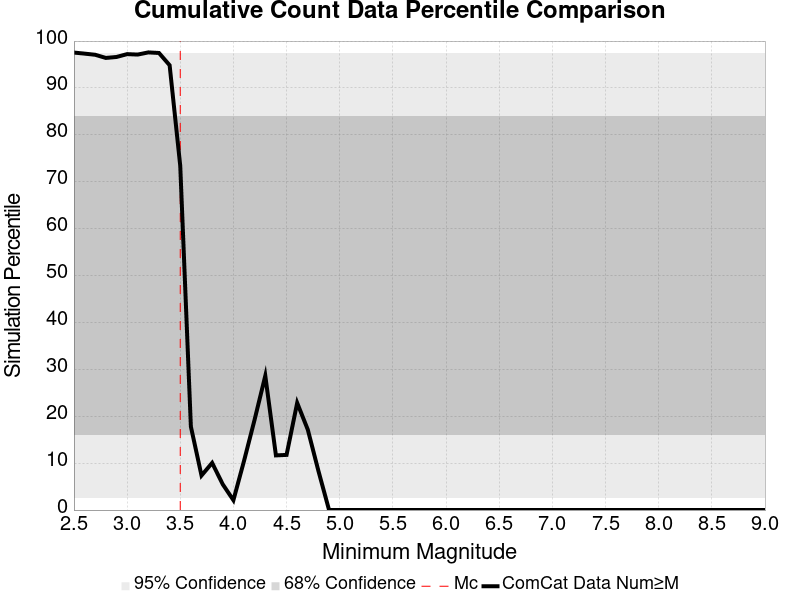 Cumulative Count Data Percentile Comparison
100
90
80
70
60
50
40
30
20
10
0
Simulation Percentile
2.5 3.0 3.5 4.0 4.5 5.0 5.5 6.0 6.5 7.0 7.5 8.0 8.5 9.0
Minimum Magnitude
95% Confidence 68% Confidence Mc ComCat Data Num≥M